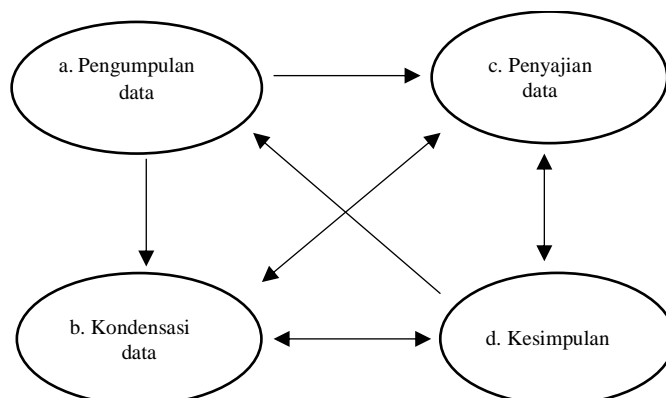 a. Pengumpulan
data
c. Penyajian
data
b. Kondensasi
data
d. Kesimpulan